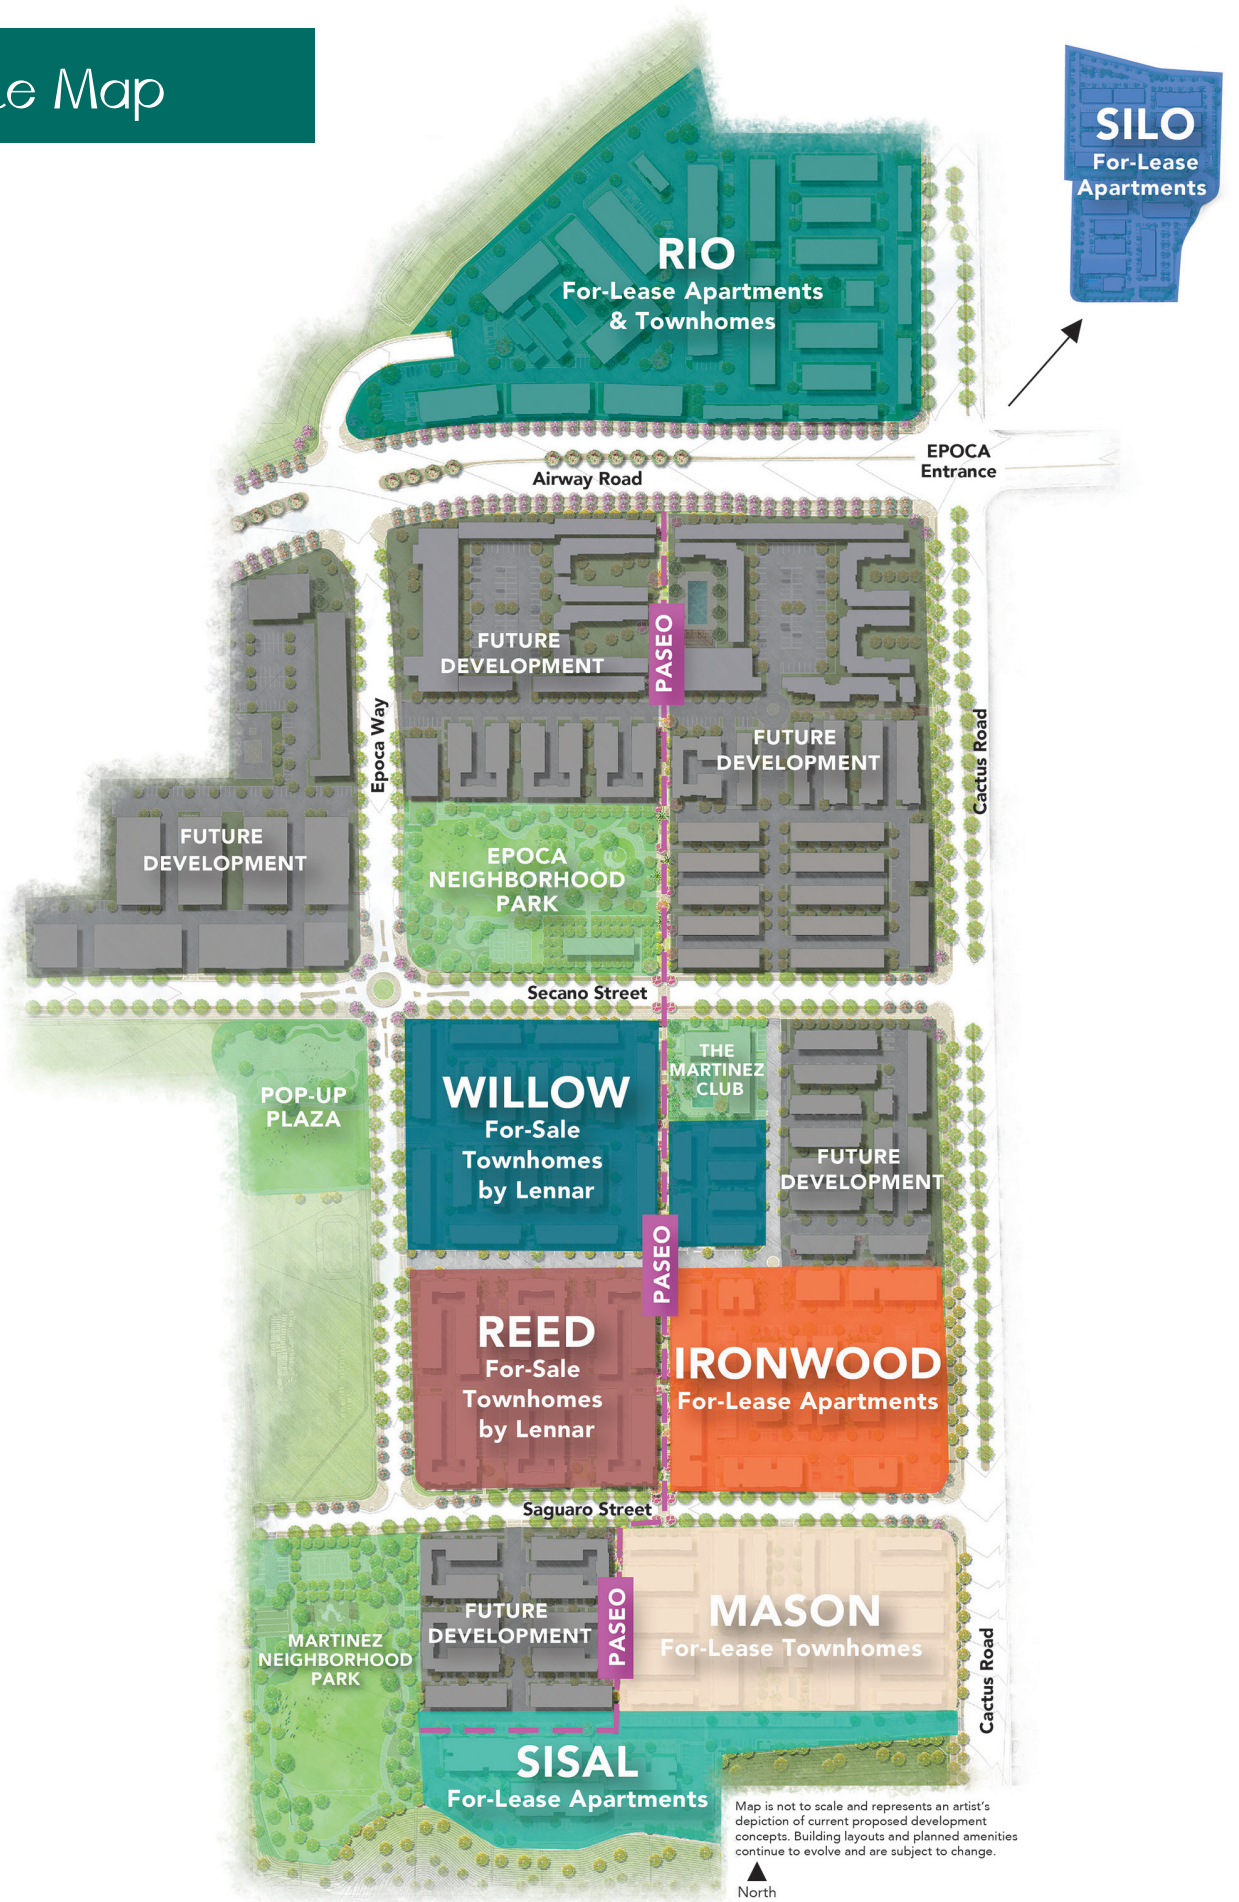 Map
SILO
For-Lease
Apartments
RIO
For-Lease Apartments
& Townhomes
EPOCA
Entrance
Airway Road
FUTURE
DEVELOPMENT
PASEO
Epoca Way
FUTURE
DEVELOPMENT
Cactus Road
FUTURE
DEVELOPMENT
EPOCA
NEIGHBORHOOD
PARK
Secano Street
POP-UP
PLAZA
WILLOW
For-Sale
Townhomes
by Lennar
THE
MARTINEZ
CLUB
FUTURE
DEVELOPMENT
PASEO
REED
For-Sale
Townhomes
by Lennar
IRONWOOD
For-Lease Apartments
Saguaro Street
MARTINEZ
NEIGHBORHOOD
PARK
FUTURE
DEVELOPMENT
PASEO
MASON
For-Lease Townhomes
Cactus Road
SISAL
For-Lease Apartments
Map is not to scale and represents an artist's
depiction of current proposed development
concepts. Building layouts and planned amenities
continue to evolve and are subject to change.
North